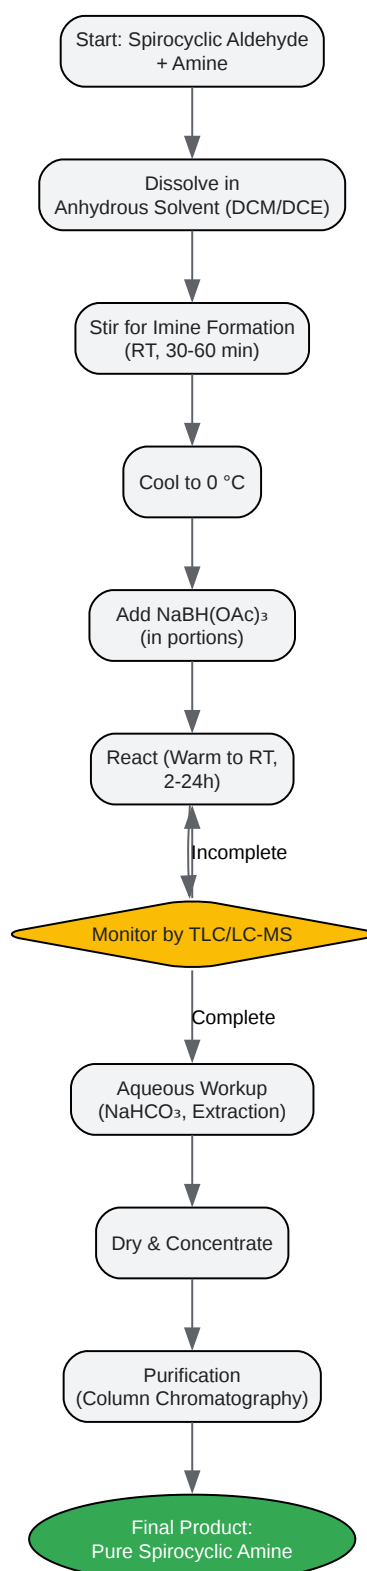 Start: Spirocyclic Aldehyde
+ Amine
Dissolve in
Anhydrous Solvent (DCM/DCE)
Stir for Imine Formation
(RT, 30-60 min)
Cool to 0 °C
Add NaBH(OAc)₃
(in portions)
React (Warm to RT,
2-24h)
Incomplete
Monitor by TLC/LC-MS
Complete
Aqueous Workup
(NaHCO₃, Extraction)
Dry & Concentrate
Purification
(Column Chromatography)
Final Product:
Pure Spirocyclic Amine